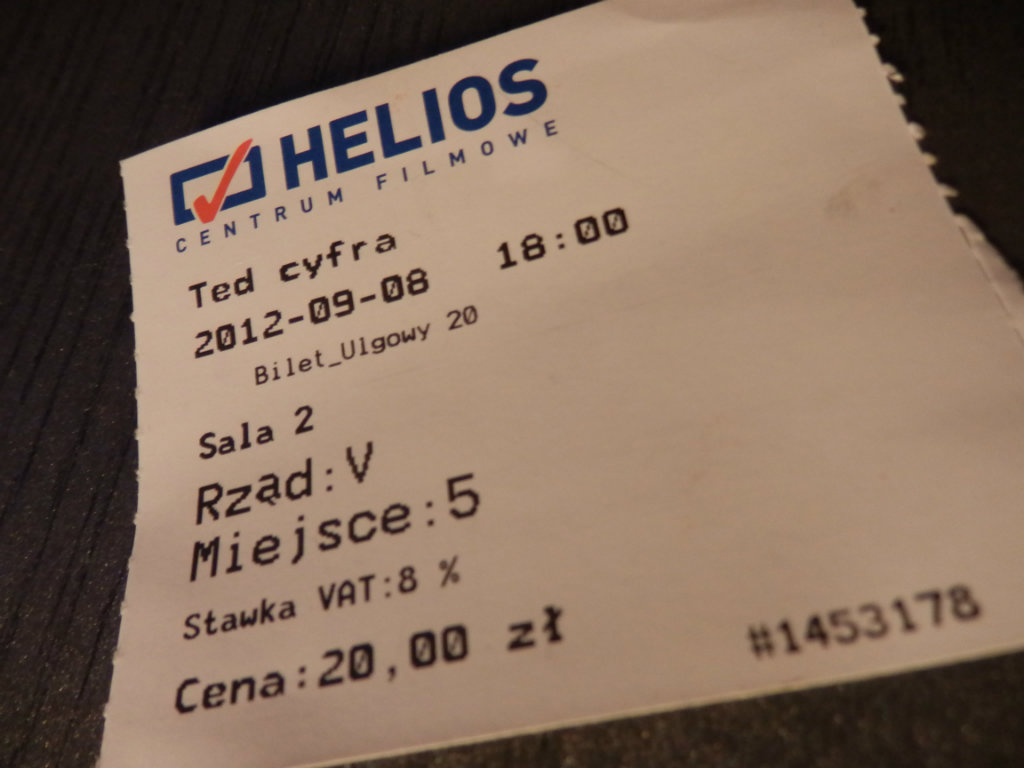 HELIOS
CENTRUM FILMOWE
Ted cyfra
2012-09-08 18:00
Bilet_Ulgowy 20
Sala 2
Rząd:V
Miejsce:5
Stawka VAT:8 %
Cena:20,00 zł
#1453178